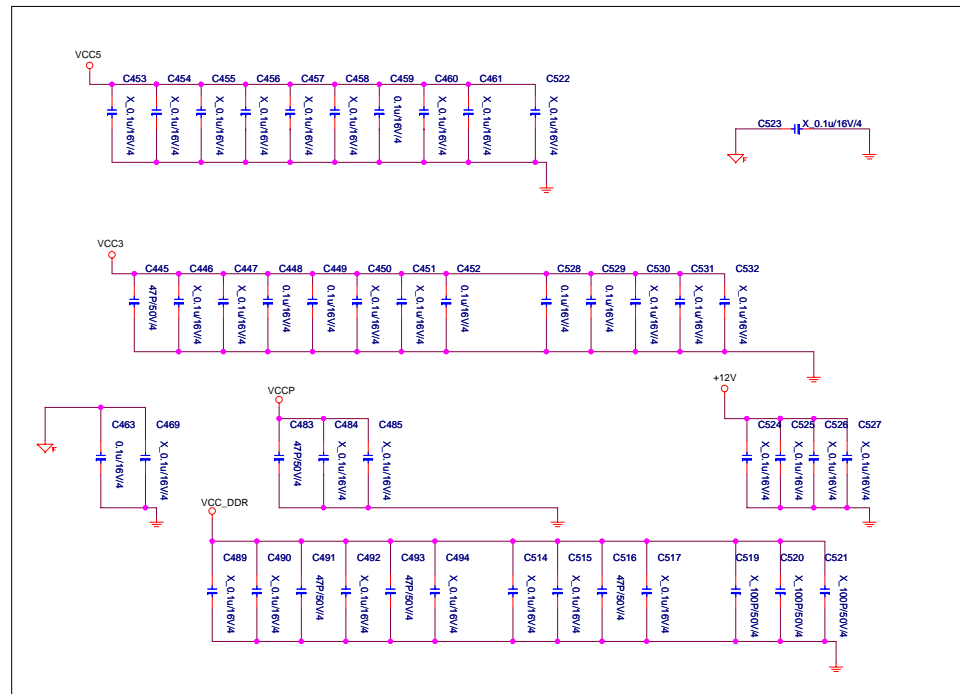 VCC5
C453 C454 C455 C456 C457 C458 C459 C460 C461 C522
X_0.1u/16V/4 X_0.1u/16V/4 X_0.1u/16V/4 X_0.1u/16V/4 X_0.1u/16V/4 X_0.1u/16V/4 0.1u/16V/4 X_0.1u/16V/4 X_0.1u/16V/4 X_0.1u/16V/4
C523 X_0.1u/16V/4
F
VCC3
C445 C446 C447 C448 C449 C450 C451 C452 C528 C529 C530 C531 C532
47P/50V/4 X_0.1u/16V/4 X_0.1u/16V/4 0.1u/16V/4 0.1u/16V/4 X_0.1u/16V/4 X_0.1u/16V/4 0.1u/16V/4 0.1u/16V/4 0.1u/16V/4 X_0.1u/16V/4 X_0.1u/16V/4 X_0.1u/16V/4
F
C463 C469
0.1u/16V/4 X_0.1u/16V/4
VCCP
C483 C484 C485
47P/50V/4 X_0.1u/16V/4 X_0.1u/16V/4
+12V
C524 C525 C526 C527
X_0.1u/16V/4 X_0.1u/16V/4 X_0.1u/16V/4 X_0.1u/16V/4
VCC_DDR
C489 C490 C491 C492 C493 C494 C514 C515 C516 C517 C519 C520 C521
X_0.1u/16V/4 X_0.1u/16V/4 47P/50V/4 X_0.1u/16V/4 47P/50V/4 X_0.1u/16V/4 X_0.1u/16V/4 X_0.1u/16V/4 47P/50V/4 X_0.1u/16V/4 X_100P/50V/4 X_100P/50V/4 X_100P/50V/4